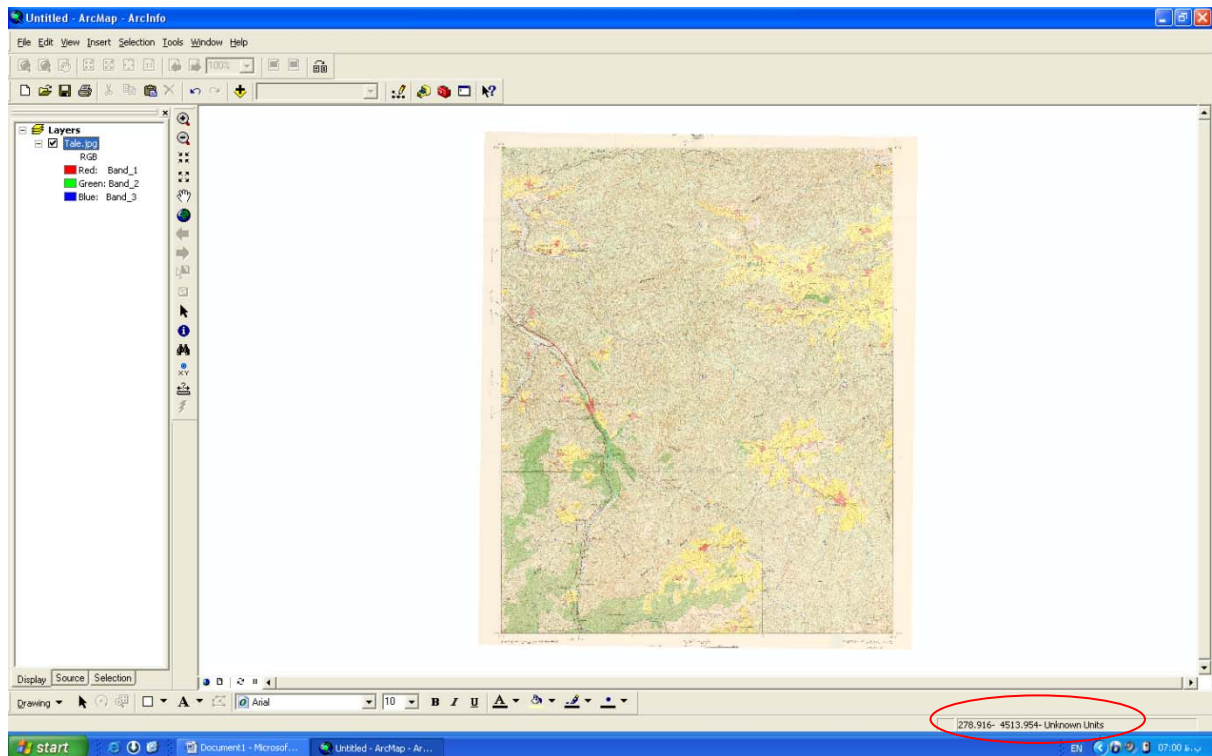 Untitled - ArcMap - ArcInfo
File Edit View Insert Selection Tools Window Help
100%
Layers
Tale.jpg
RGB
Red: Band_1
Green: Band_2
Blue: Band_3
Display Source Selection
Drawing A Arial 10 B I U A
278.916- 4513.954- Unknown Units
start Document1 - Microsof... Untitled - ArcMap - Ar... EN 07:00 ب.ظ